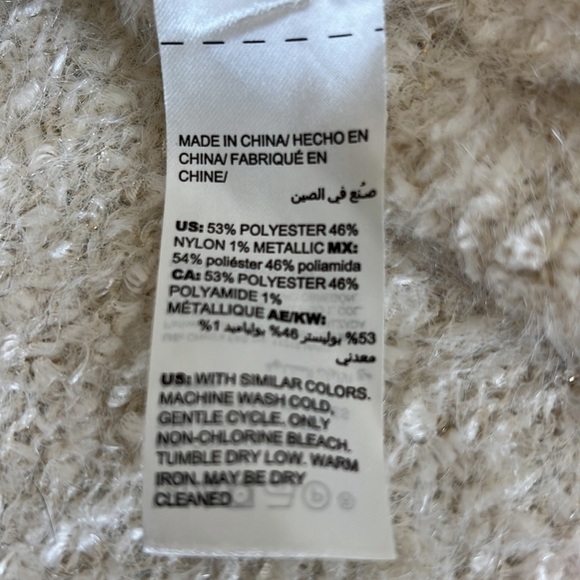 MADE IN CHINA/ HECHO EN
CHINA/ FABRIQUÉ EN
CHINE/
صُنع في الصين
US: 53% POLYESTER 46%
NYLON 1% METALLIC MX:
54% poliéster 46% poliamida
CA: 53% POLYESTER 46%
POLYAMIDE 1%
MÉTALLIQUE AE/KW:
53% بوليستر 46% بولياميد 1%
معدني
US: WITH SIMILAR COLORS.
MACHINE WASH COLD,
GENTLE CYCLE. ONLY
NON-CHLORINE BLEACH.
TUMBLE DRY LOW. WARM
IRON. MAY BE DRY
CLEANED